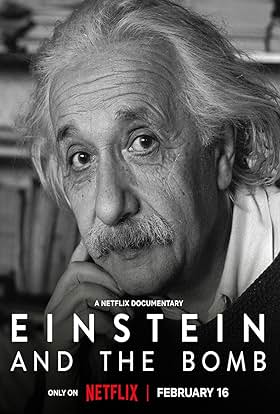 A NETFLIX DOCUMENTARY
EINSTEIN
AND THE BOMB
ONLY ON NETFLIX | FEBRUARY 16